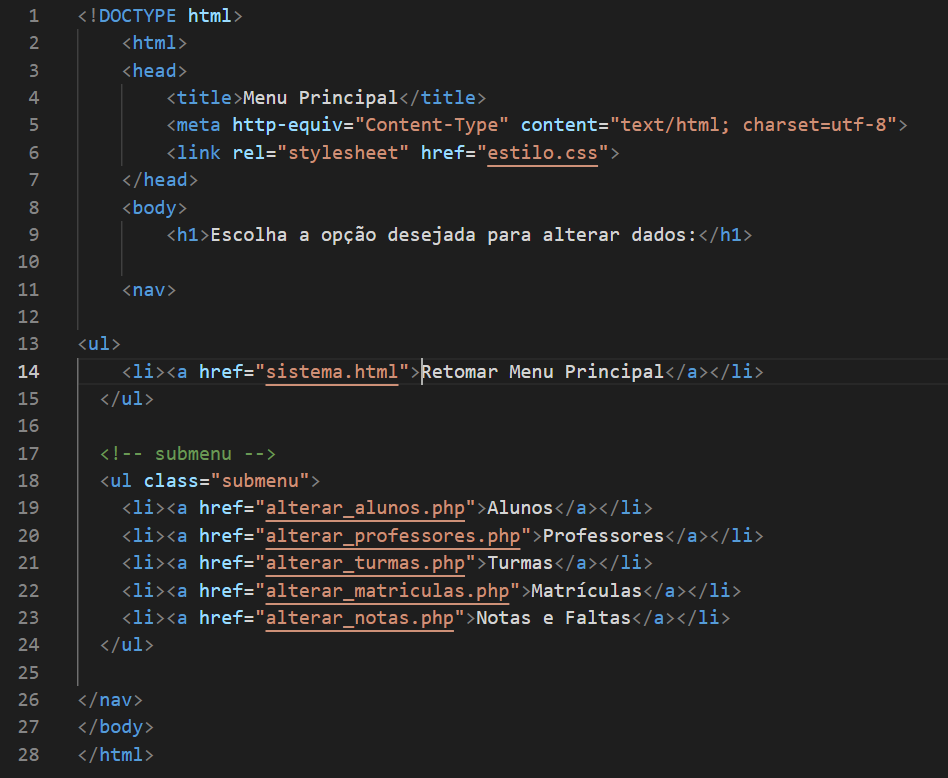 1 <!DOCTYPE html>
2 <html>
3 <head>
4 <title>Menu Principal</title>
5 <meta http-equiv="Content-Type" content="text/html; charset=utf-8">
6 <link rel="stylesheet" href="estilo.css">
7 </head>
8 <body>
9 <h1>Escolha a opção desejada para alterar dados:</h1>
10
11 <nav>
12
13 <ul>
14 <li><a href="sistema.html">Retomar Menu Principal</a></li>
15 </ul>
16
17 <!-- submenu -->
18 <ul class="submenu">
19 <li><a href="alterar_alunos.php">Alunos</a></li>
20 <li><a href="alterar_professores.php">Professores</a></li>
21 <li><a href="alterar_turmas.php">Turmas</a></li>
22 <li><a href="alterar_matriculas.php">Matrículas</a></li>
23 <li><a href="alterar_notas.php">Notas e Faltas</a></li>
24 </ul>
25
26 </nav>
27 </body>
28 </html>